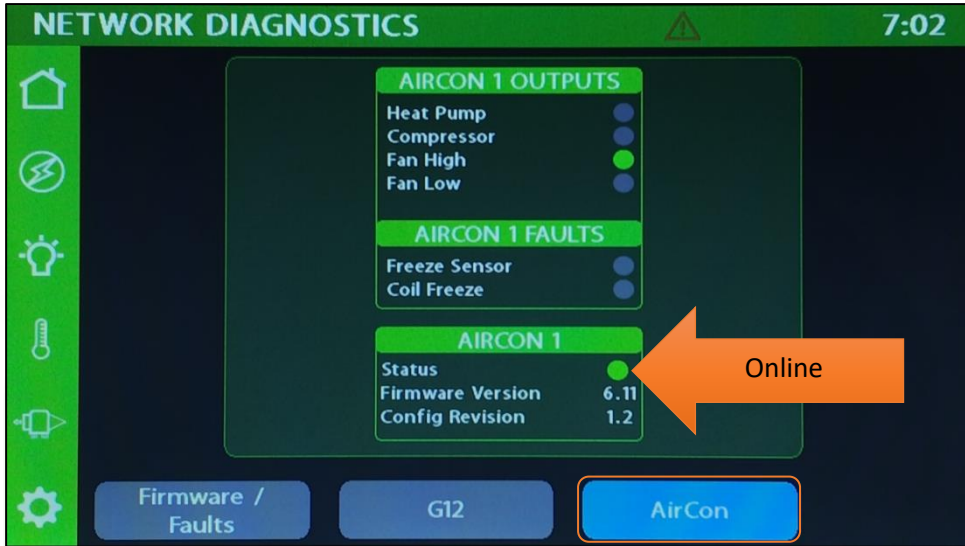 NETWORK DIAGNOSTICS 7:02
AIRCON 1 OUTPUTS
Heat Pump
Compressor
Fan High
Fan Low
AIRCON 1 FAULTS
Freeze Sensor
Coil Freeze
AIRCON 1
Status
Firmware Version 6.11
Config Revision 1.2
Online
Firmware /
Faults
G12
AirCon